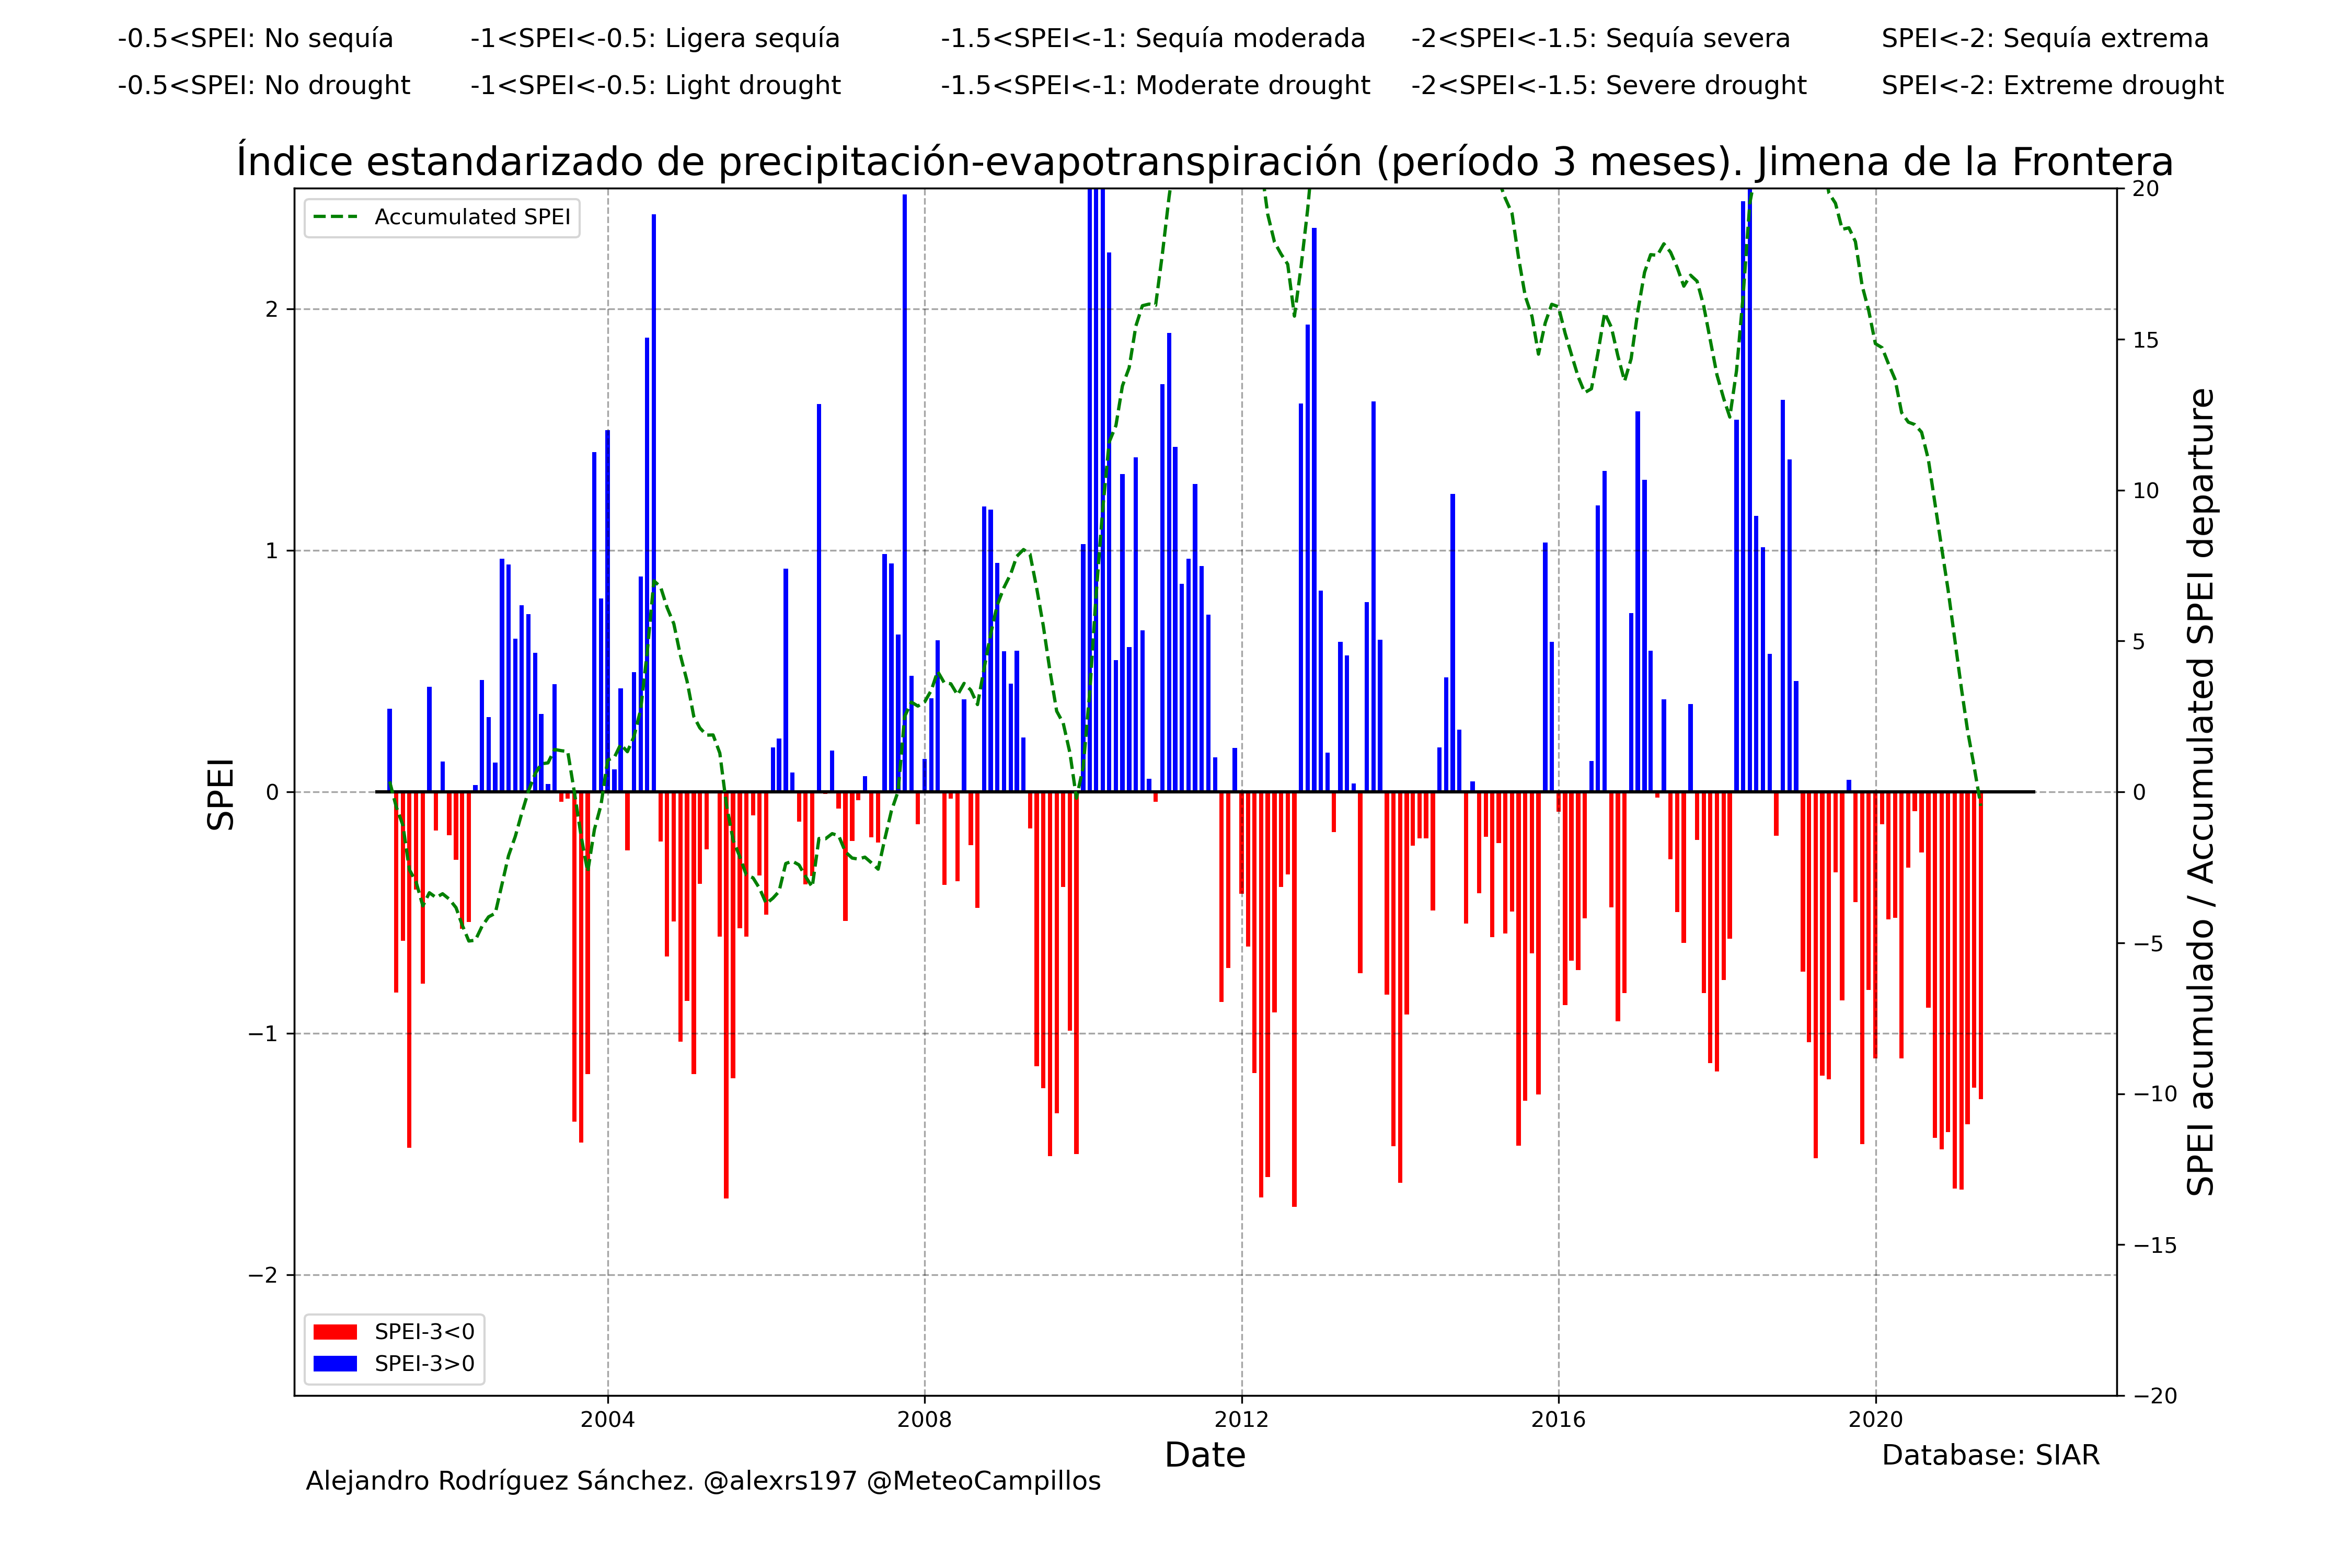 -0.5<SPEI: No sequía -1<SPEI<-0.5: Ligera sequía -1.5<SPEI<-1: Sequía moderada -2<SPEI<-1.5: Sequía severa SPEI<-2: Sequía extrema
-0.5<SPEI: No drought -1<SPEI<-0.5: Light drought -1.5<SPEI<-1: Moderate drought -2<SPEI<-1.5: Severe drought SPEI<-2: Extreme drought
Índice estandarizado de precipitación-evapotranspiración (período 3 meses). Jimena de la Frontera
Accumulated SPEI
SPEI
2
1
0
−1
−2
20
15
10
5
0
−5
−10
−15
−20
SPEI acumulado / Accumulated SPEI departure
SPEI-3<0
SPEI-3>0
2004 2008 2012 2016 2020
Date
Database: SIAR
Alejandro Rodríguez Sánchez. @alexrs197 @MeteoCampillos